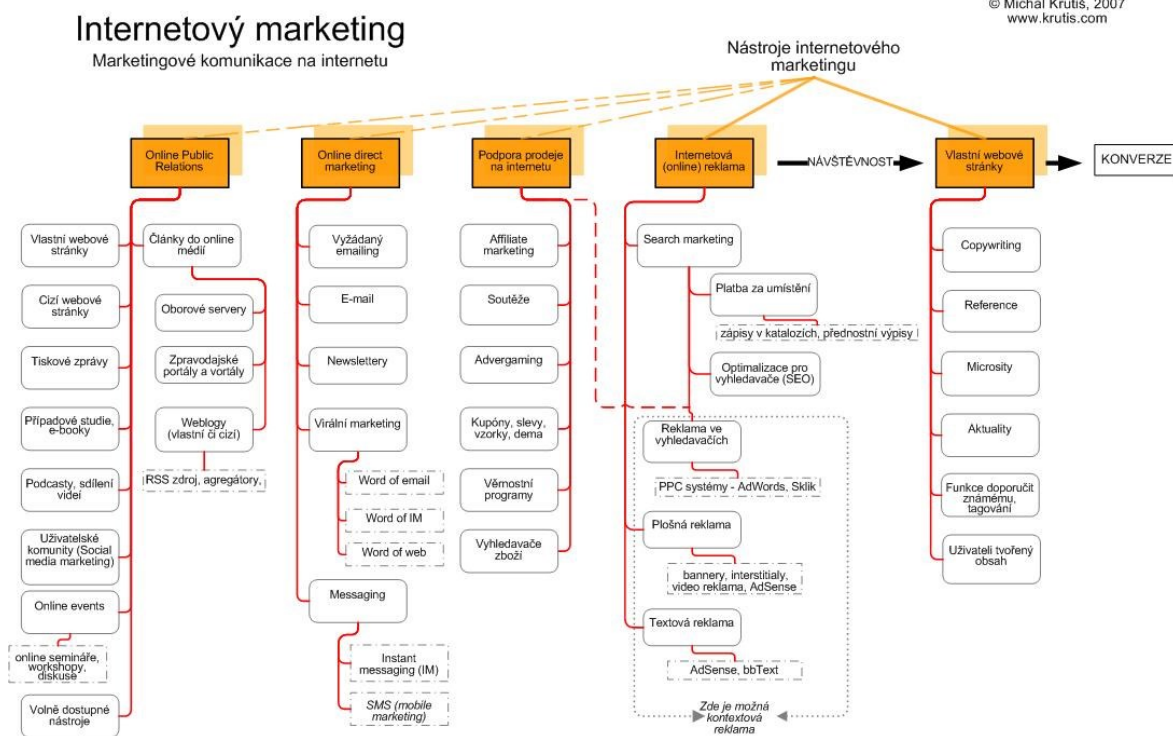 © Michal Krutiš, 2007
www.krutis.com
Internetový marketing
Marketingové komunikace na internetu
Nástroje internetového
marketingu
Online Public
Relations
Online direct
marketing
Podpora prodeje
na internetu
Internetová
(online) reklama
NÁVŠTĚVNOST
Vlastní webové
stránky
KONVERZE
Vlastní webové
stránky
Cizí webové
stránky
Tiskové zprávy
Případové studie,
e-booky
Podcasty, sdílení
videí
Uživatelské
komunity (Social
media marketing)
Online events
online semináře,
workshopy,
diskuse
Volně dostupné
nástroje
Články do online
médií
Oborové servery
Zpravodajské
portály a vortály
Weblogy
(vlastní či cizí)
RSS zdroj, agregátory,
Vyžádaný
emailing
E-mail
Newslettery
Virální marketing
Word of email
Word of IM
Word of web
Messaging
Instant
messaging (IM)
SMS (mobile
marketing)
Affiliate
marketing
Soutěže
Advergaming
Kupóny, slevy,
vzorky, dema
Věrnostní
programy
Vyhledavače
zboží
Search marketing
Platba za umístění
zápisy v katalozích, přednostní výpisy
Optimalizace pro
vyhledavače (SEO)
Reklama ve
vyhledavačích
PPC systémy - AdWords, Sklik
Plošná reklama
bannery, interstitialy,
video reklama, AdSense
Textová reklama
AdSense, bbText
Zde je možná
kontextová
reklama
Copywriting
Reference
Microsity
Aktuality
Funkce doporučit
známému,
tagování
Uživateli tvořený
obsah